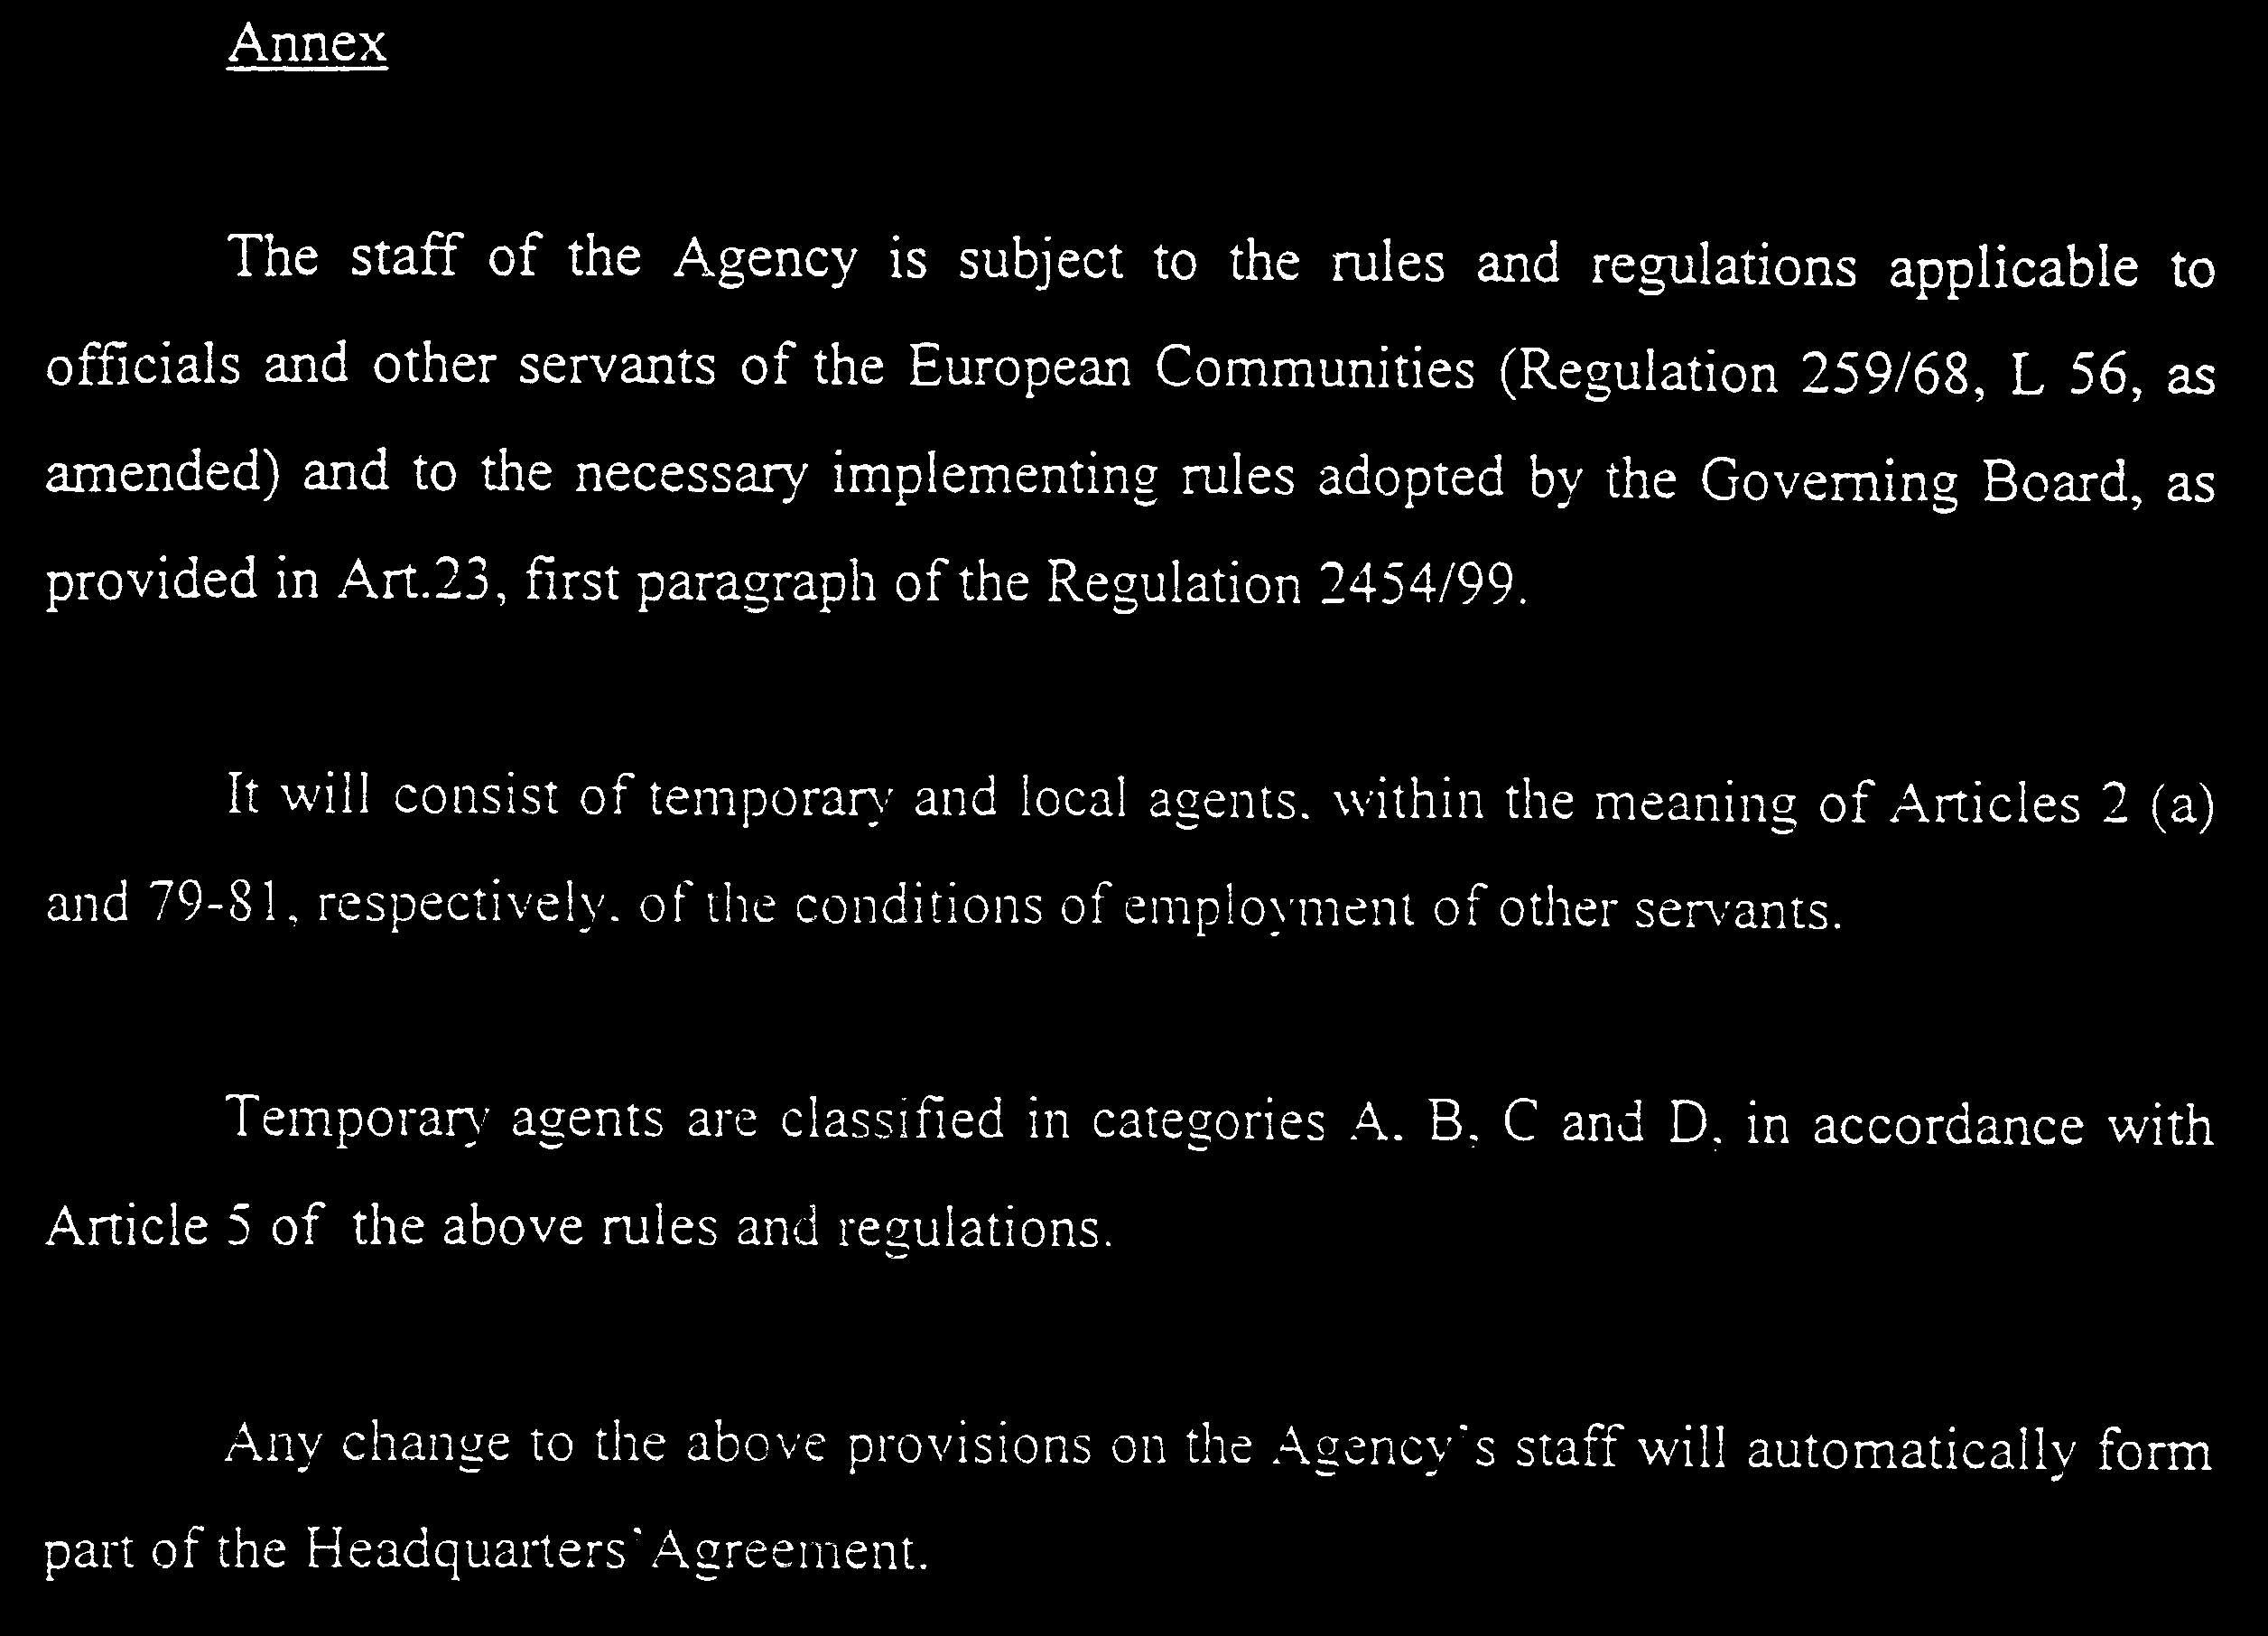 Annex
The staff of the Agency is subject to the rules and regulations applicable to
officials and other servants of the European Communities (Regulation 259/68, L 56, as
amended) and to the necessary implementing rules adopted by the Governing Board, as
provided in Art.23, first paragraph of the Regulation 2454/99.
It will consist of temporary and local agents, within the meaning of Articles 2 (a)
and 79-81, respectively, of the conditions of employment of other servants.
Temporary agents are classified in categories A, B, C and D, in accordance with
Article 5 of the above rules and regulations.
Any change to the above provisions on the Agency's staff will automatically form
part of the Headquarters' Agreement.